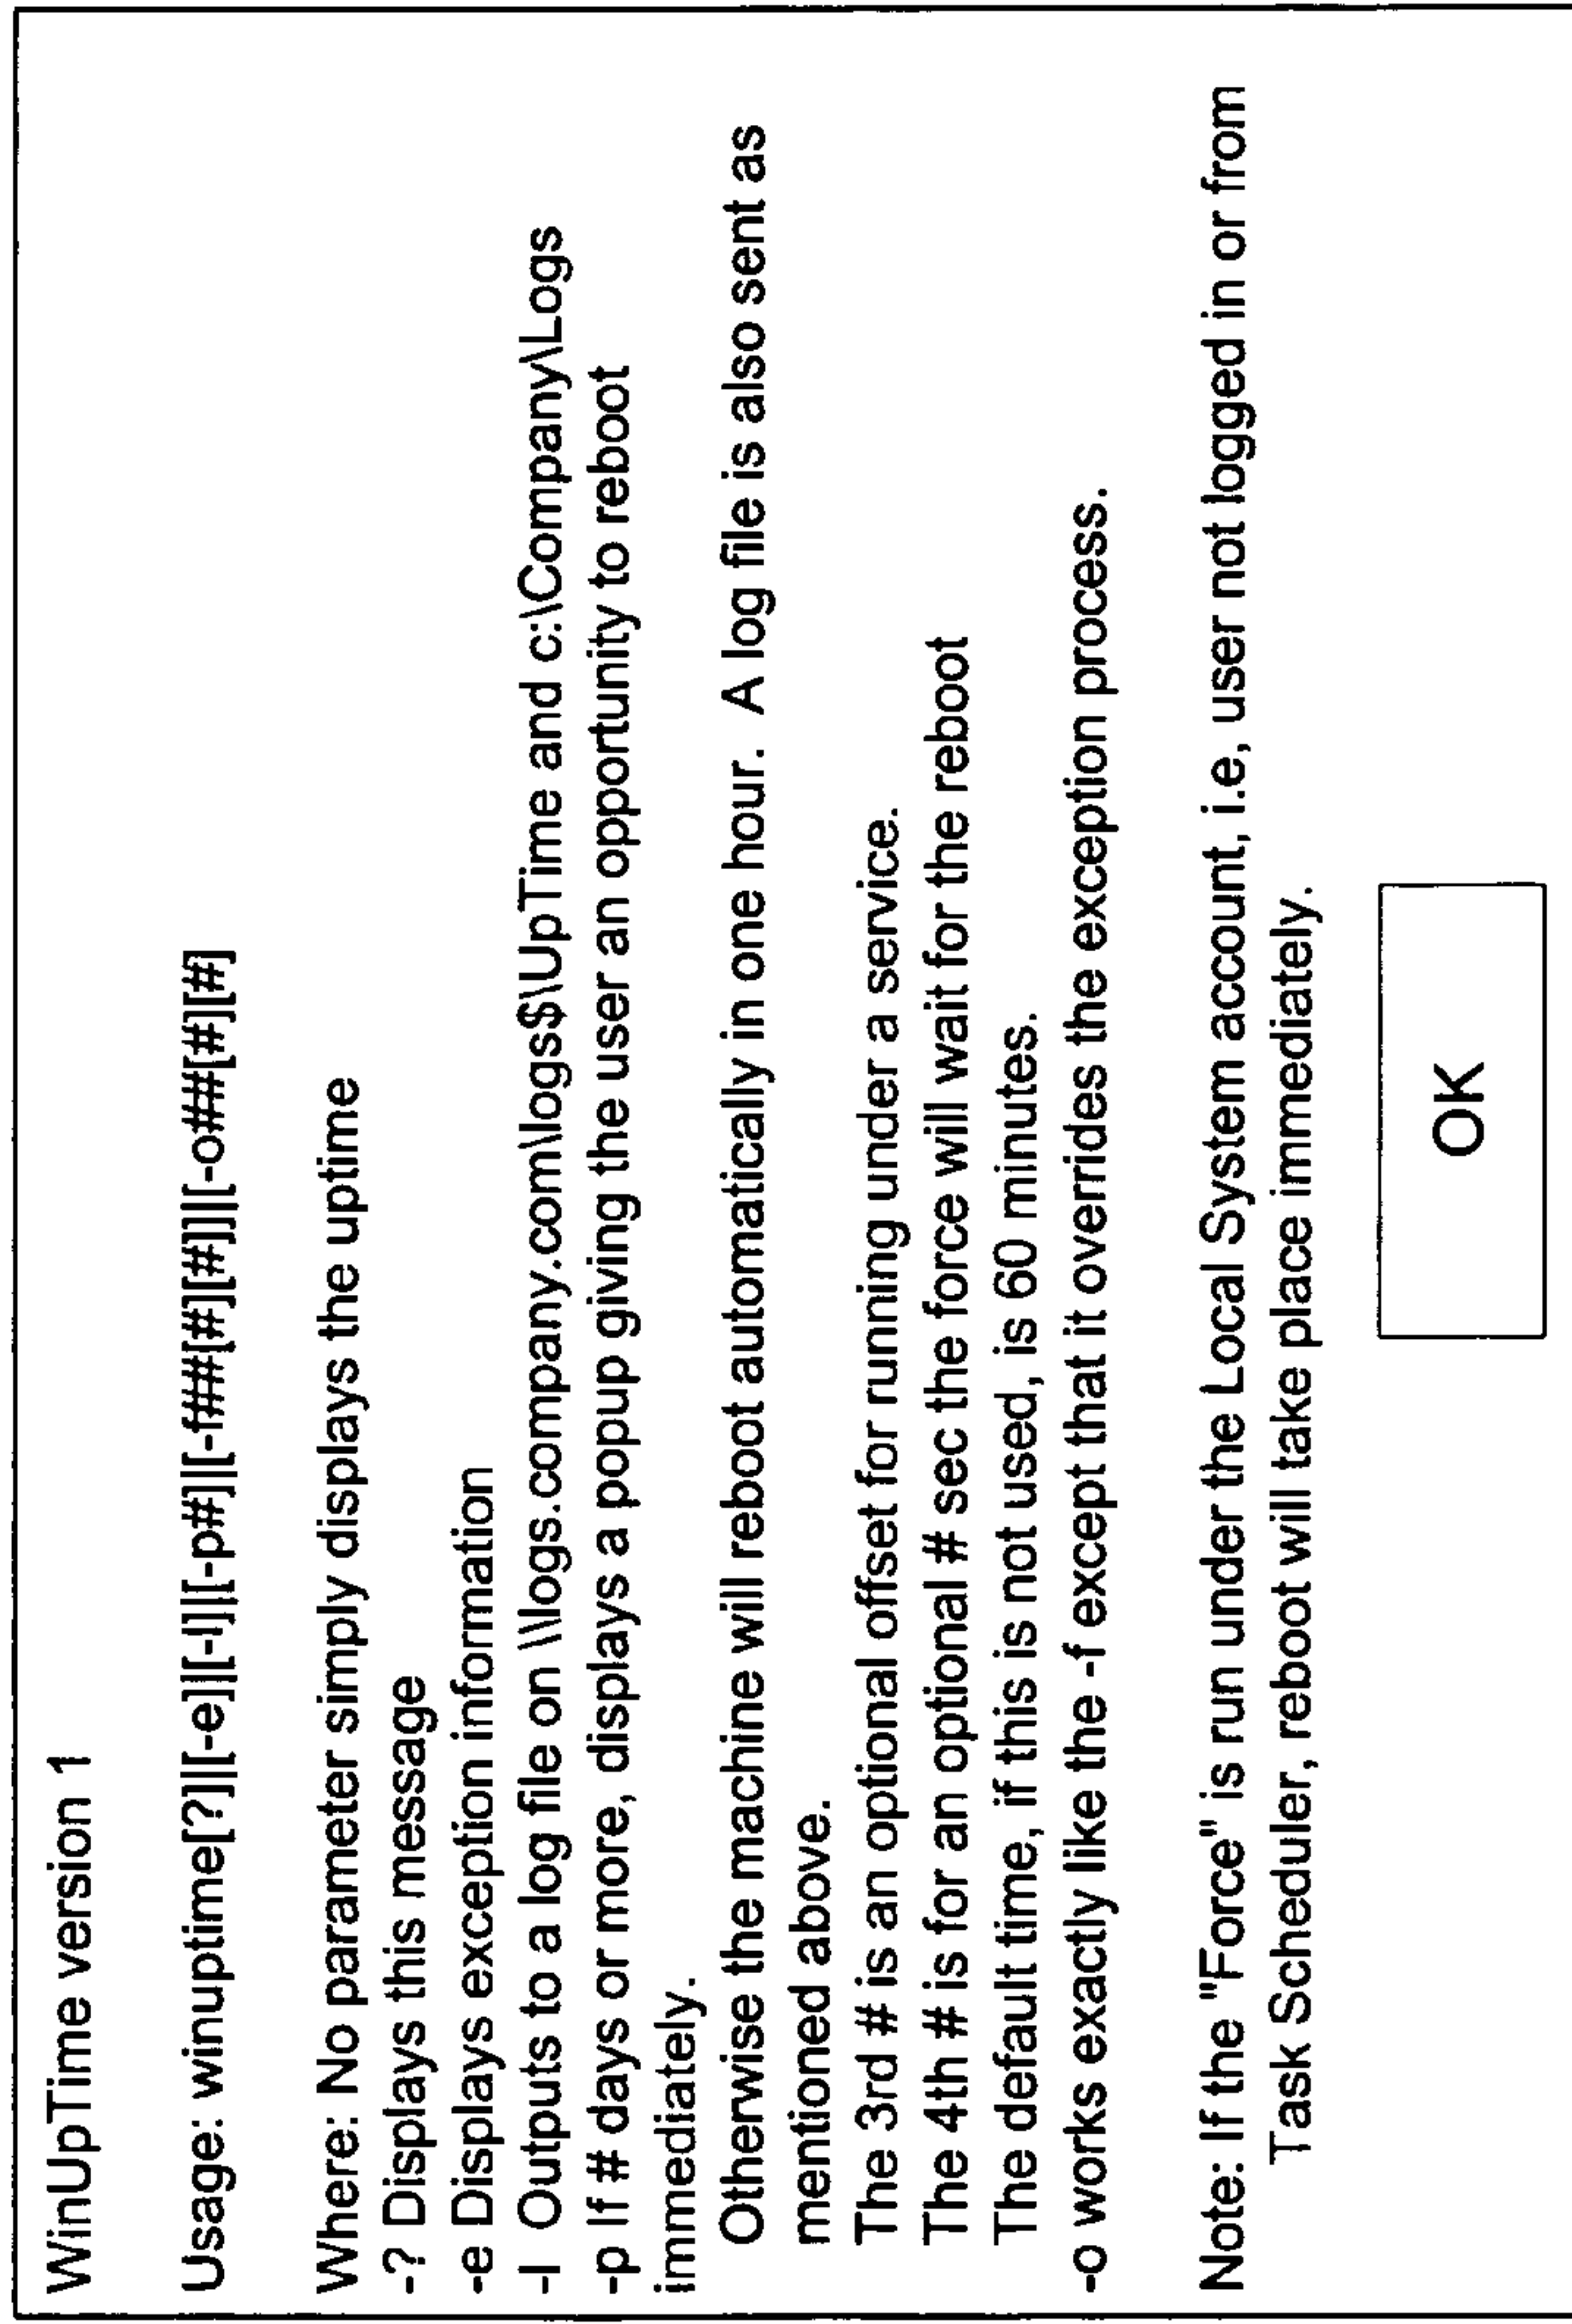 WinUpTime version 1
Usage: winuptime[?]|[-e]|[-l]|[-p#]|[-f##[#][#]]|[-o##[#][#]
Where: No parameter simply displays the uptime
-? Displays this message
-e Displays exception information
-l Outputs to a log file on \\logs.company.com\logs$\UpTime and c:\Company\Logs
-p If # days or more, displays a popup giving the user an opportunity to reboot
immediately.
Otherwise the machine will reboot automatically in one hour. A log file is also sent as
mentioned above.
The 3rd # is an optional offset for running under a service.
The 4th # is for an optional # sec the force will wait for the reboot
The default time, if this is not used, is 60 minutes.
-o works exactly like the -f except that it overrides the exception process.
Note: If the "Force" is run under the Local System account, i.e, user not logged in or from
Task Scheduler, reboot will take place immediately.
OK